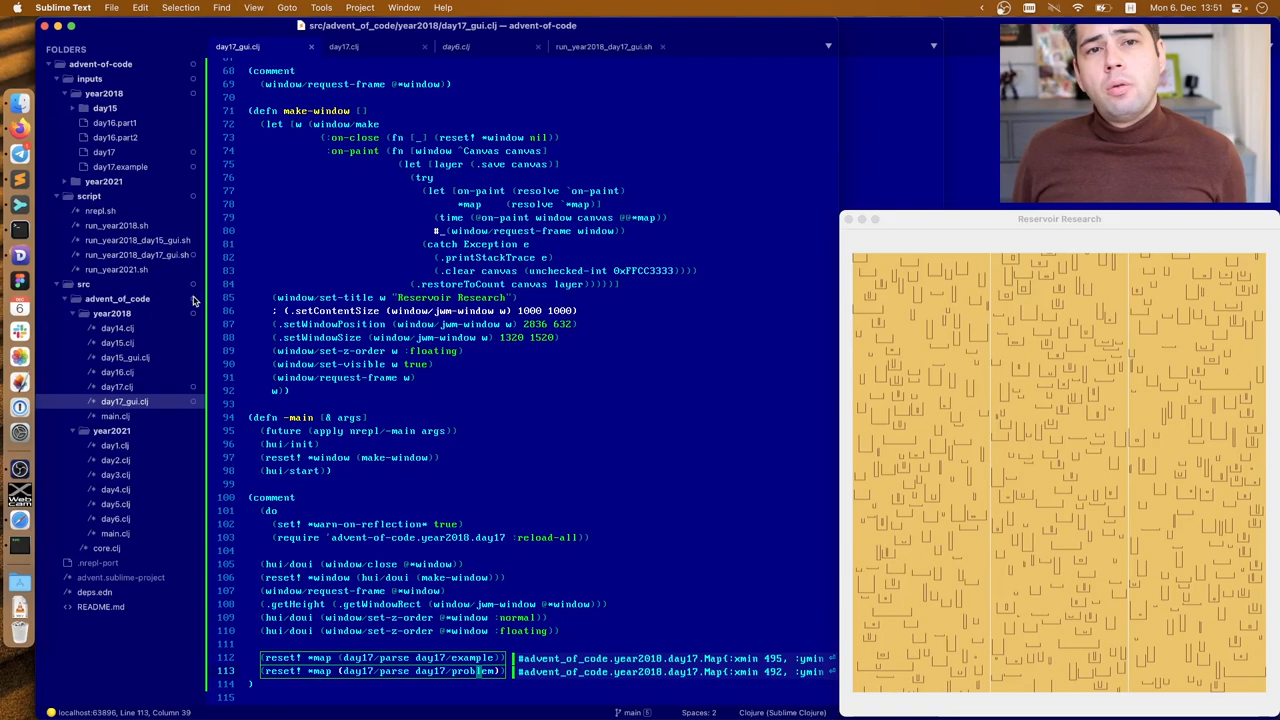 Sublime Text File Edit Selection Find View Goto Tools Project Window Help
Mon 6. Dec 13:51
src/advent_of_code/year2018/day17_gui.clj — advent-of-code
FOLDERS
advent-of-code
inputs
year2018
day15
day16.part1
day16.part2
day17
day17.example
year2021
script
nrepl.sh
run_year2018.sh
run_year2018_day15_gui.sh
run_year2018_day17_gui.sh
run_year2021.sh
src
advent_of_code
year2018
day14.clj
day15.clj
day15_gui.clj
day16.clj
day17.clj
day17_gui.clj
main.clj
year2021
day1.clj
day2.clj
day3.clj
day4.clj
day5.clj
day6.clj
main.clj
core.clj
.nrepl-port
advent.sublime-project
deps.edn
README.md
day17_gui.clj day17.clj day6.clj run_year2018_day17_gui.sh
68 (comment
69 (window/request-frame @*window))
70
71 (defn make-window []
72 (let [w (window/make
73 {:on-close (fn [_] (reset! *window nil))
74 :on-paint (fn [window ^Canvas canvas]
75 (let [layer (.save canvas)]
76 (try
77 (let [on-paint (resolve `on-paint)
78 *map (resolve `*map)]
79 (time (@on-paint window canvas @@*map))
80 #_(window/request-frame window))
81 (catch Exception e
82 (.printStackTrace e)
83 (.clear canvas (unchecked-int 0xFFCC3333))))
84 (.restoreToCount canvas layer)))})]
85 (window/set-title w "Reservoir Research")
86 ; (.setContentSize (window/jwm-window w) 1000 1000)
87 (.setWindowPosition (window/jwm-window w) 2836 632)
88 (.setWindowSize (window/jwm-window w) 1320 1520)
89 (window/set-z-order w :floating)
90 (window/set-visible w true)
91 (window/request-frame w)
92 w))
93
94 (defn -main [& args]
95 (future (apply nrepl/-main args))
96 (hui/init)
97 (reset! *window (make-window))
98 (hui/start))
99
100 (comment
101 (do
102 (set! *warn-on-reflection* true)
103 (require 'advent-of-code.year2018.day17 :reload-all))
104
105 (hui/doui (window/close @*window))
106 (reset! *window (hui/doui (make-window)))
107 (window/request-frame @*window)
108 (.getHeight (.getWindowRect (window/jwm-window @*window)))
109 (hui/doui (window/set-z-order @*window :normal))
110 (hui/doui (window/set-z-order @*window :floating))
111
112 (reset! *map (day17/parse day17/example)) #advent_of_code.year2018.day17.Map{:xmin 495, :ymin
113 (reset! *map (day17/parse day17/problem)) #advent_of_code.year2018.day17.Map{:xmin 492, :ymin
114 )
115
Reservoir Research
localhost:63896, Line 113, Column 39
main 5 Spaces: 2 Clojure (Sublime Clojure)